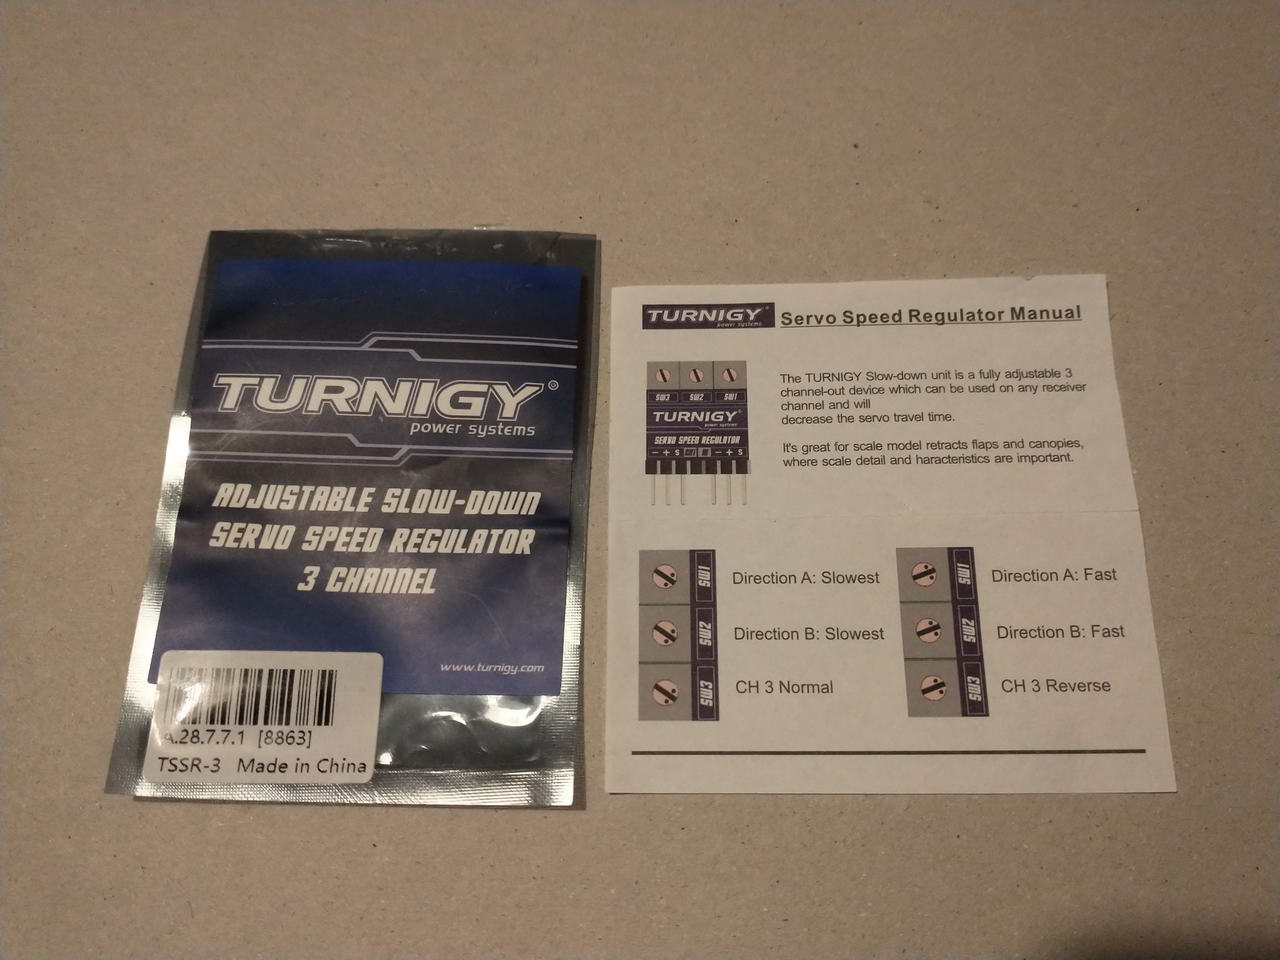 TURNIGY®
power systems
ADJUSTABLE SLOW-DOWN
SERVO SPEED REGULATOR
3 CHANNEL
www.turnigy.com
A.28.7.7.1 [8863]
TSSR-3 Made in China
TURNIGY
power systems
Servo Speed Regulator Manual
SW3 SW2 SW1
TURNIGY
power systems
SERVO SPEED REGULATOR
− + S − + S
The TURNIGY Slow-down unit is a fully adjustable 3
channel-out device which can be used on any receiver
channel and will
decrease the servo travel time.
It's great for scale model retracts flaps and canopies,
where scale detail and haracteristics are important.
SW1 Direction A: Slowest
SW2 Direction B: Slowest
SW3 CH 3 Normal
SW1 Direction A: Fast
SW2 Direction B: Fast
SW3 CH 3 Reverse